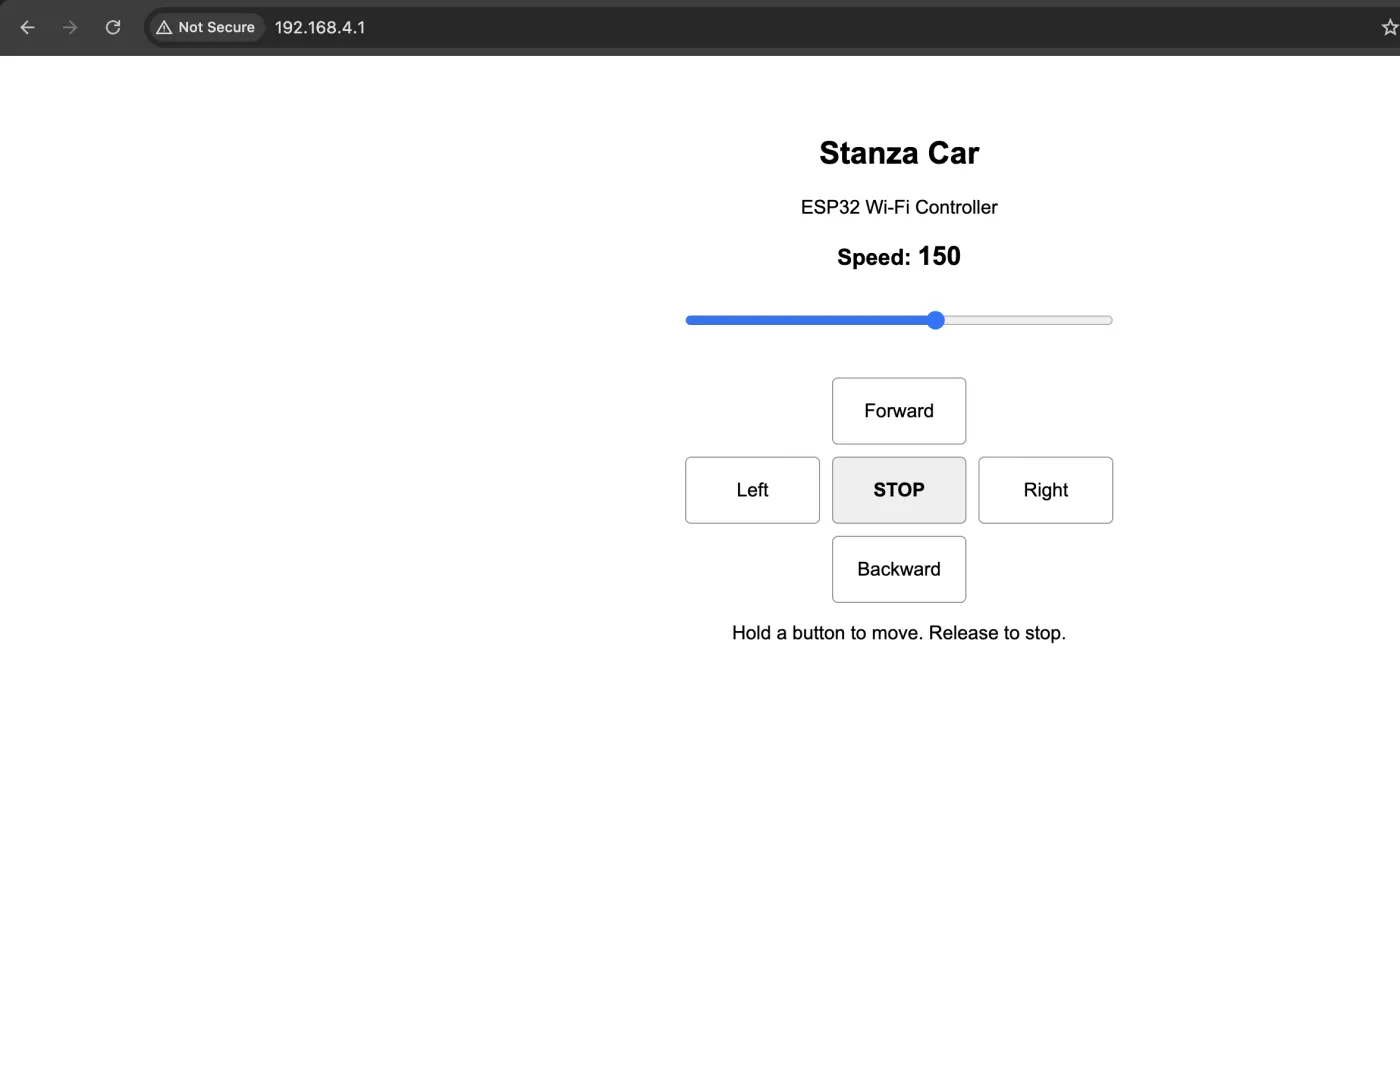 Not Secure 192.168.4.1
Stanza Car
ESP32 Wi-Fi Controller
Speed: 150
Forward
Left STOP Right
Backward
Hold a button to move. Release to stop.